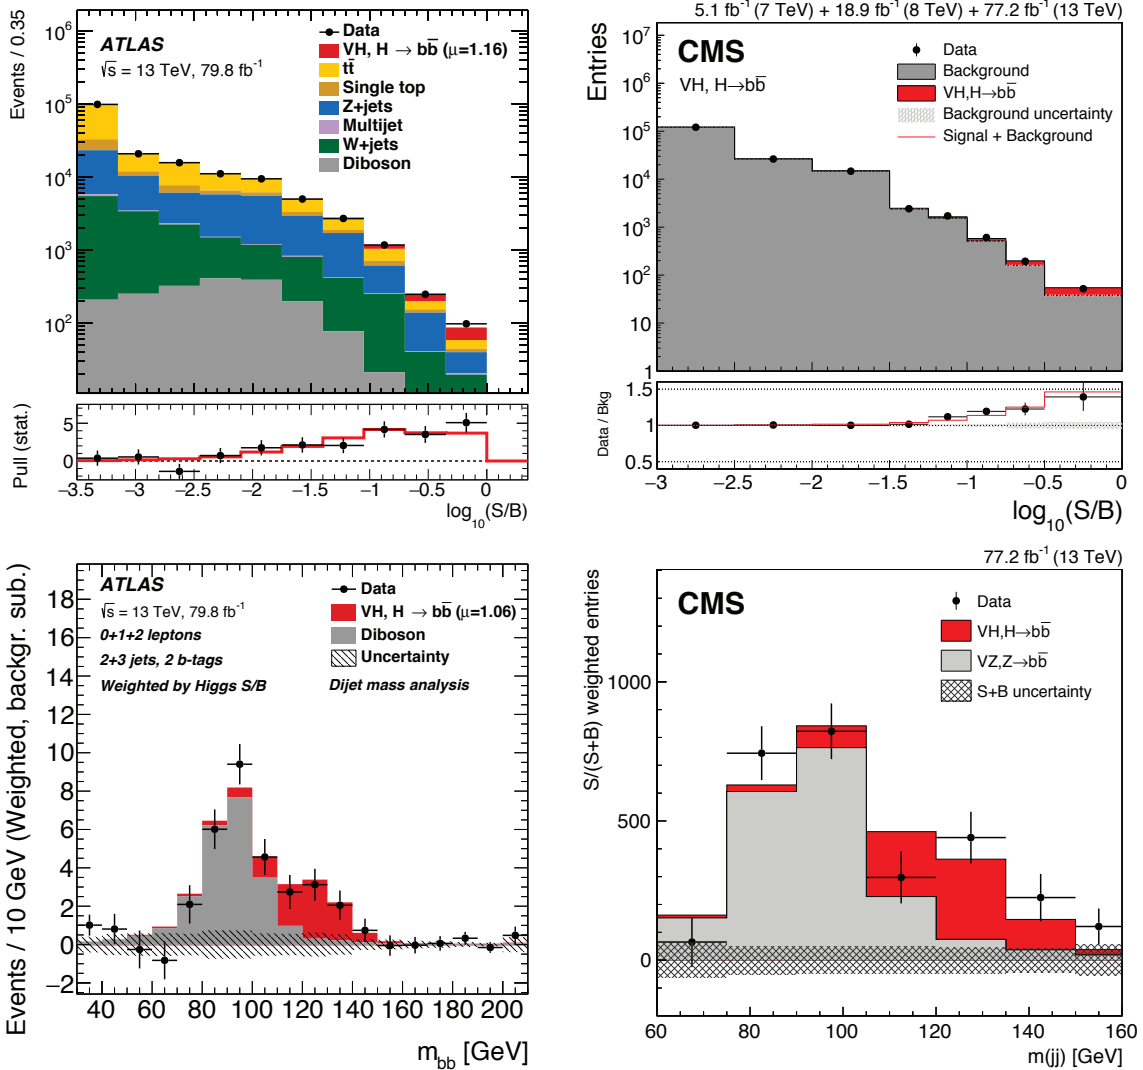 Events / 0.35
10⁶
10⁵
10⁴
10³
10²
ATLAS
√s = 13 TeV, 79.8 fb⁻¹
Data
VH, H → bb̄ (μ=1.16)
tt̄
Single top
Z+jets
Multijet
W+jets
Diboson
Pull (stat.)
5
0
−3.5 −3 −2.5 −2 −1.5 −1 −0.5 0
log₁₀(S/B)
5.1 fb⁻¹ (7 TeV) + 18.9 fb⁻¹ (8 TeV) + 77.2 fb⁻¹ (13 TeV)
Entries
10⁷
10⁶
10⁵
10⁴
10³
10²
10
1
CMS
VH, H→bb̄
Data
Background
VH,H→bb̄
Background uncertainty
Signal + Background
Data / Bkg
1.5
1.0
0.5
−3 −2.5 −2 −1.5 −1 −0.5 0
log₁₀(S/B)
Events / 10 GeV (Weighted, backgr. sub.)
18
16
14
12
10
8
6
4
2
0
−2
ATLAS
√s = 13 TeV, 79.8 fb⁻¹
0+1+2 leptons
2+3 jets, 2 b-tags
Weighted by Higgs S/B
Data
VH, H → bb̄ (μ=1.06)
Diboson
Uncertainty
Dijet mass analysis
40 60 80 100 120 140 160 180 200
m_bb [GeV]
77.2 fb⁻¹ (13 TeV)
S/(S+B) weighted entries
1000
500
0
CMS
Data
VH,H→bb̄
VZ,Z→bb̄
S+B uncertainty
60 80 100 120 140 160
m(jj) [GeV]